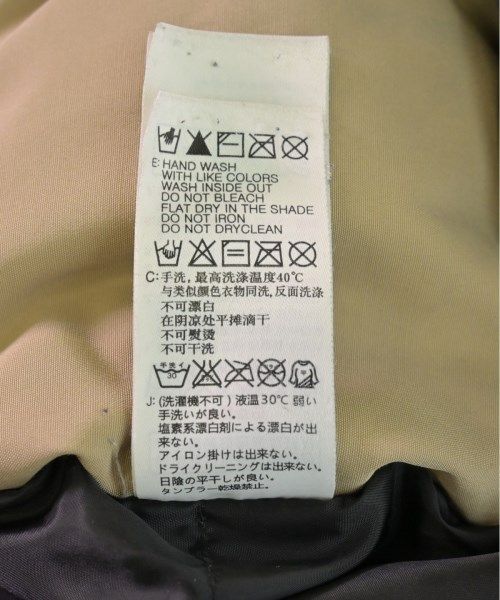 E: HAND WASH
WITH LIKE COLORS
WASH INSIDE OUT
DO NOT BLEACH
FLAT DRY IN THE SHADE
DO NOT IRON
DO NOT DRYCLEAN
C: 手洗，最高洗涤温度40℃
与类似颜色衣物同洗，反面洗涤
不可漂白
在阴凉处平摊滴干
不可熨烫
不可干洗
手洗イ
30
J: (洗濯機不可) 液温30℃ 弱い
手洗いが良い。
塩素系漂白剤による漂白が出
来ない。
アイロン掛けは出来ない。
ドライクリーニングは出来ない。
日陰の平干しが良い。
タンブラー乾燥禁止。